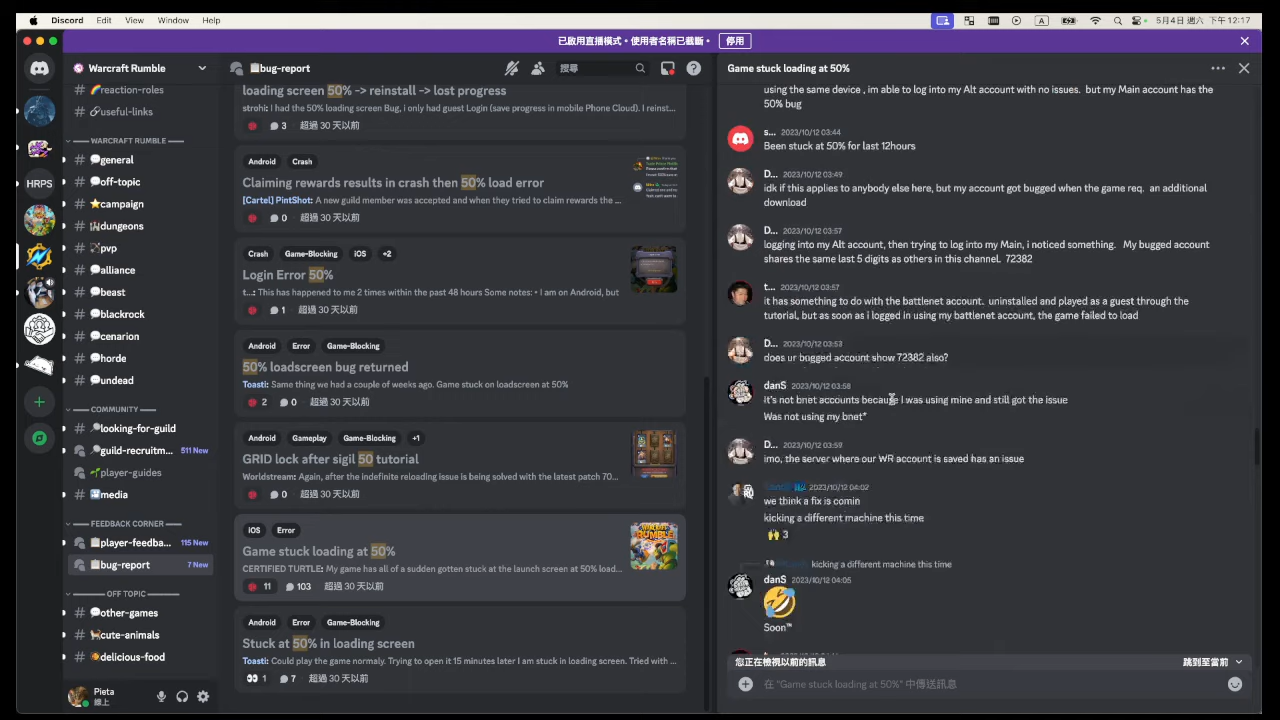 Discord Edit View Window Help
A
5月4日 週六 下午 12:17
已啟用直播模式。使用者名稱已截斷。 停用
Warcraft Rumble
reaction-roles
useful-links
WARCRAFT RUMBLE
general
off-topic
HRPS
campaign
dungeons
pvp
alliance
beast
blackrock
cenarion
horde
undead
COMMUNITY
looking-for-guild
guild-recruitm... 511 New
player-guides
media
FEEDBACK CORNER
player-feedba... 115 New
bug-report 7 New
OFF TOPIC
other-games
cute-animals
delicious-food
Pieta
線上
bug-report
搜尋
loading screen 50% -> reinstall -> lost progress
strohi: I had the 50% loading screen Bug, i only had guest Login (save progress in mobile Phone Cloud). I reinst...
3 超過 30 天以前
Android Crash
Claiming rewards results in crash then 50% load error
[Cartel] PintShot: A new guild member was accepted and when they tried to claim rewards the ...
0 超過 30 天以前
Crash Game-Blocking iOS +2
Login Error 50%
t...: This has happened to me 2 times within the past 48 hours Some notes: • I am on Android, but
1 超過 30 天以前
Android Error Game-Blocking
50% loadscreen bug returned
Toasti: Same thing we had a couple of weeks ago. Game stuck on loadscreen at 50%
2 0 超過 30 天以前
Android Gameplay Game-Blocking +1
GRID lock after sigil 50 tutorial
Worldstream: Again, after the indefinite reloading issue is being solved with the latest patch 70...
0 超過 30 天以前
iOS Error
Game stuck loading at 50%
CERTIFIED TURTLE: My game has all of a sudden gotten stuck at the launch screen at 50% load...
WARCRAFT RUMBLE
11 103 超過 30 天以前
Android Error Game-Blocking
Stuck at 50% in loading screen
Toasti: Could play the game normally. Trying to open it 15 minutes later I am stuck in loading screen. Tried with ...
1 7 超過 30 天以前
Game stuck loading at 50%
using the same device , im able to log into my Alt account with no issues. but my Main account has the
50% bug
s... 2023/10/12 03:44
Been stuck at 50% for last 12hours
D... 2023/10/12 03:49
idk if this applies to anybody else here, but my account got bugged when the game req. an additional
download
D... 2023/10/12 03:57
logging into my Alt account, then trying to log into my Main, i noticed something. My bugged account
shares the same last 5 digits as others in this channel. 72382
t... 2023/10/12 03:57
it has something to do with the battlenet account. uninstalled and played as a guest through the
tutorial, but as soon as i logged in using my battlenet account, the game failed to load
D... 2023/10/12 03:57
does ur bugged account show 72382 also?
danS 2023/10/12 03:58
It's not bnet accounts because I was using mine and still got the issue
Was not using my bnet*
D... 2023/10/12 03:59
imo, the server where our WR account is saved has an issue
2023/10/12 04:02
we think a fix is comin
kicking a different machine this time
3
kicking a different machine this time
danS 2023/10/12 04:05
Soon™
您正在檢視以前的訊息 跳到至當前
在 "Game stuck loading at 50%" 中傳送訊息